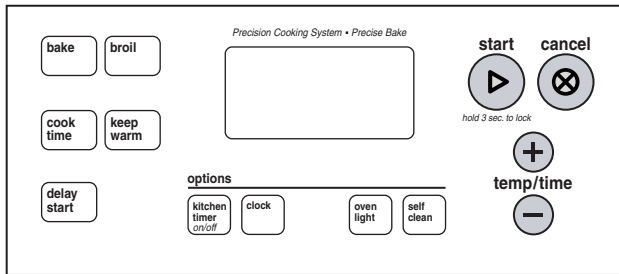 Precision Cooking System • Precise Bake
bake
broil
start
cancel
hold 3 sec. to lock
cook
time
keep
warm
temp/time
delay
start
options
kitchen
timer
on/off
clock
oven
light
self
clean